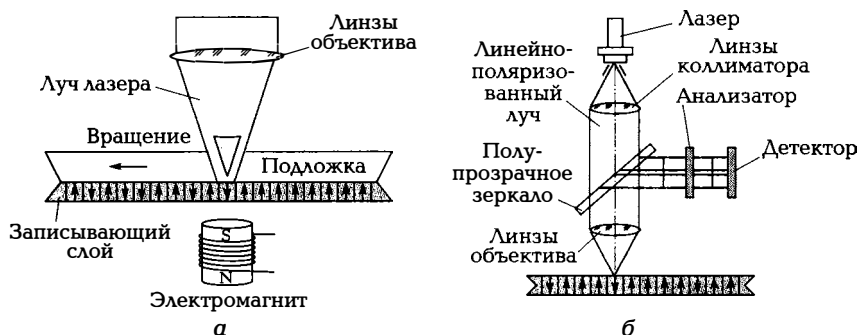 Линзы
объектива
Луч лазера
Вращение
Подложка
Записывающий
слой
S
N
Электромагнит
а
Лазер
Линейно-
поляризо-
ванный
луч
Линзы
коллиматора
Анализатор
Детектор
Полу-
прозрачное
зеркало
Линзы
объектива
б